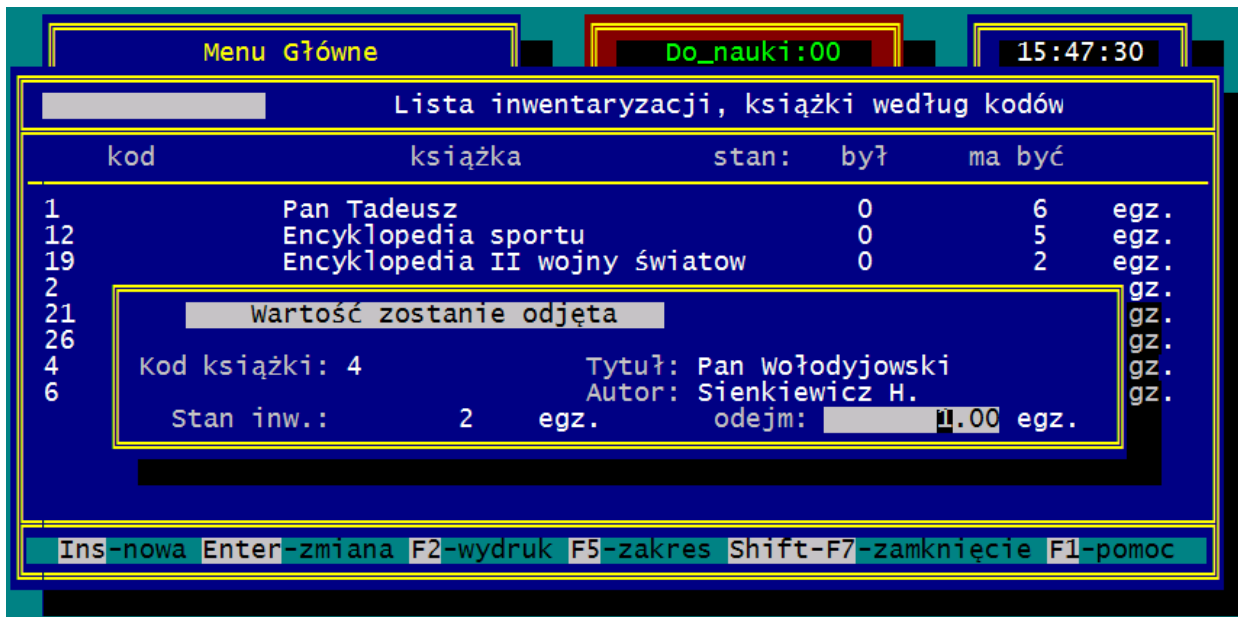 Menu Główne Do_nauki:00 15:47:30
Lista inwentaryzacji, książki według kodów
kod książka stan: był ma być
1 Pan Tadeusz 0 6 egz.
12 Encyklopedia sportu 0 5 egz.
19 Encyklopedia II wojny światow 0 2 egz.
2 gz.
21 Wartość zostanie odjęta gz.
26 gz.
4 Kod książki: 4 Tytuł: Pan Wołodyjowski gz.
6 Autor: Sienkiewicz H. gz.
Stan inw.: 2 egz. odejm: 1.00 egz.
Ins-nowa Enter-zmiana F2-wydruk F5-zakres Shift-F7-zamknięcie F1-pomoc